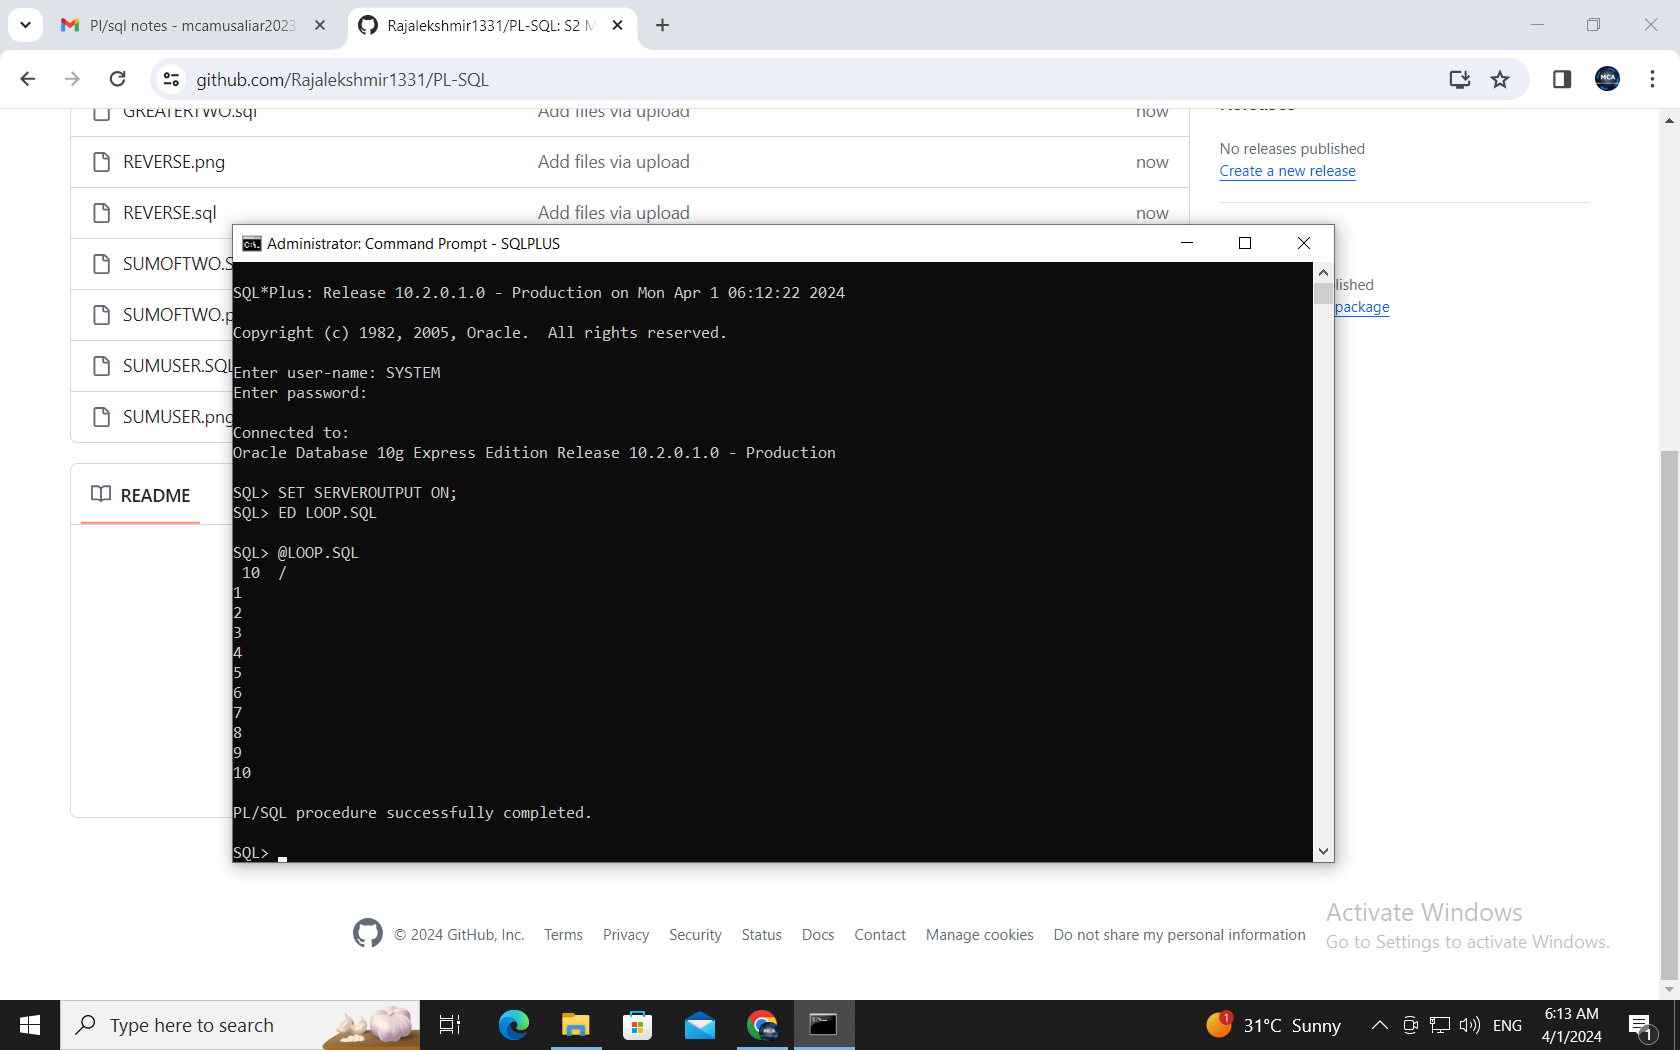 Pl/sql notes - mcamusaliar2023
Rajalekshmir1331/PL-SQL: S2 M
github.com/Rajalekshmir1331/PL-SQL
MCA
GREATERTWO.sql Add files via upload now
Releases
REVERSE.png Add files via upload now
No releases published
Create a new release
REVERSE.sql Add files via upload now
SUMOFTWO.S
SUMOFTWO.p
SUMUSER.SQL
SUMUSER.png
lished
package
README
C:\.
Administrator: Command Prompt - SQLPLUS
SQL*Plus: Release 10.2.0.1.0 - Production on Mon Apr 1 06:12:22 2024
Copyright (c) 1982, 2005, Oracle.  All rights reserved.
Enter user-name: SYSTEM
Enter password:
Connected to:
Oracle Database 10g Express Edition Release 10.2.0.1.0 - Production
SQL> SET SERVEROUTPUT ON;
SQL> ED LOOP.SQL
SQL> @LOOP.SQL
 10  /
1
2
3
4
5
6
7
8
9
10
PL/SQL procedure successfully completed.
SQL>
© 2024 GitHub, Inc. Terms Privacy Security Status Docs Contact Manage cookies Do not share my personal information
Activate Windows
Go to Settings to activate Windows.
Type here to search
1
31°C Sunny
ENG
6:13 AM
4/1/2024
1